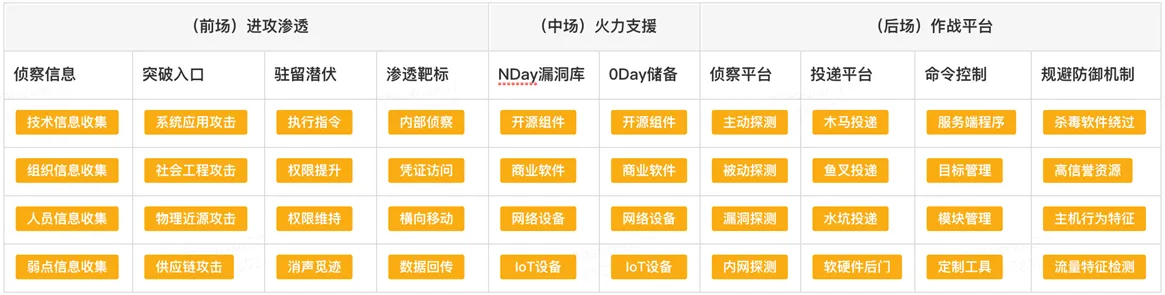 （前场）进攻渗透 （中场）火力支援 （后场）作战平台
侦察信息 突破入口 驻留潜伏 渗透靶标 NDay漏洞库 0Day储备 侦察平台 投递平台 命令控制 规避防御机制
技术信息收集 系统应用攻击 执行指令 内部侦察 开源组件 开源组件 主动探测 木马投递 服务端程序 杀毒软件绕过
组织信息收集 社会工程攻击 权限提升 凭证访问 商业软件 商业软件 被动探测 鱼叉投递 目标管理 高信誉资源
人员信息收集 物理近源攻击 权限维持 横向移动 网络设备 网络设备 漏洞探测 水坑投递 模块管理 主机行为特征
弱点信息收集 供应链攻击 消声觅迹 数据回传 IoT设备 IoT设备 内网探测 软硬件后门 定制工具 流量特征检测